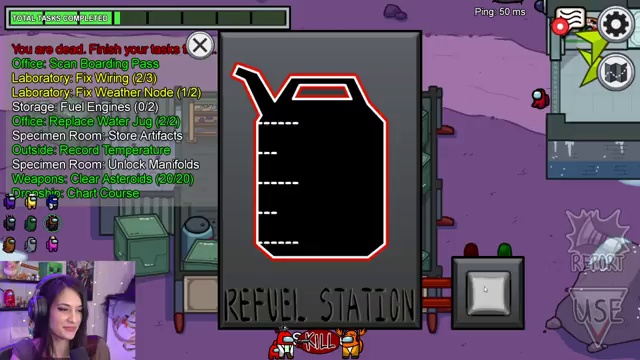 TOTAL TASKS COMPLETED
Ping: 50 ms
You are dead. Finish your tasks
Office: Scan Boarding Pass
Laboratory: Fix Wiring (2/3)
Laboratory: Fix Weather Node (1/2)
Storage: Fuel Engines (0/2)
Office: Replace Water Jug (2/2)
Specimen Room: Store Artifacts
Outside: Record Temperature
Specimen Room: Unlock Manifolds
Weapons: Clear Asteroids (20/20)
Dropship: Chart Course
REFUEL STATION
REPORT
USE
KILL